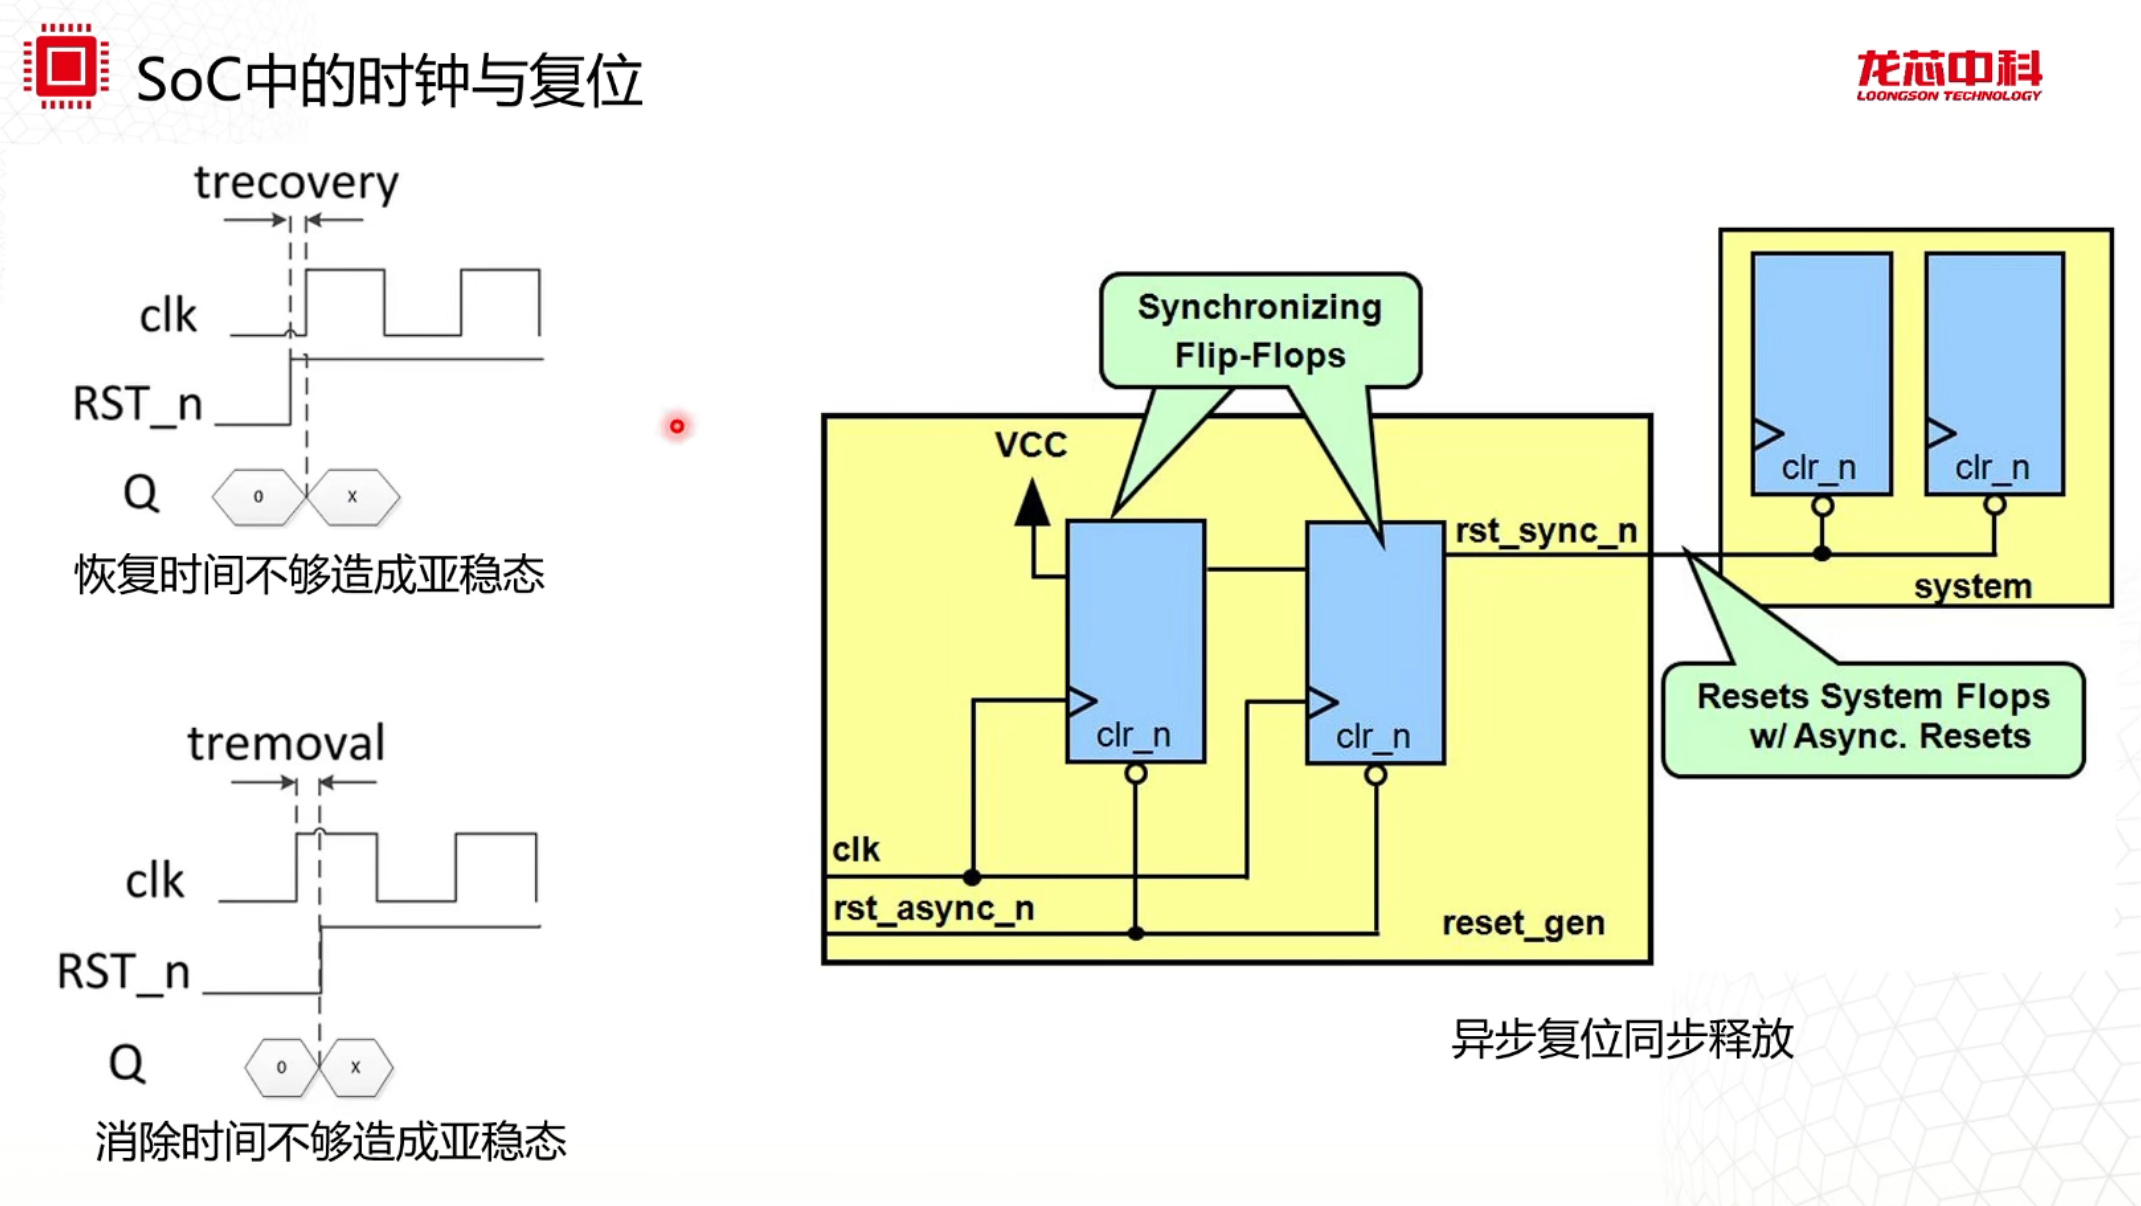 SoC中的时钟与复位
龙芯中科
LOONGSON TECHNOLOGY
trecovery
clk
RST_n
Q
0
X
恢复时间不够造成亚稳态
tremoval
clk
RST_n
Q
0
X
消除时间不够造成亚稳态
Synchronizing
Flip-Flops
VCC
clr_n
clr_n
clk
rst_async_n
reset_gen
rst_sync_n
clr_n
clr_n
system
Resets System Flops
w/ Async. Resets
异步复位同步释放